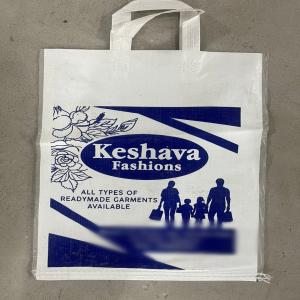 Keshava
Fashions
ALL TYPES OF
READYMADE GARMENTS
AVAILABLE